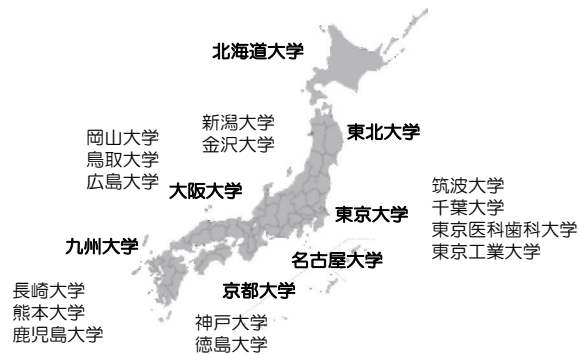 北海道大学
新潟大学
金沢大学
東北大学
岡山大学
鳥取大学
広島大学
大阪大学
東京大学
筑波大学
千葉大学
東京医科歯科大学
東京工業大学
九州大学
名古屋大学
京都大学
長崎大学
熊本大学
鹿児島大学
神戸大学
徳島大学